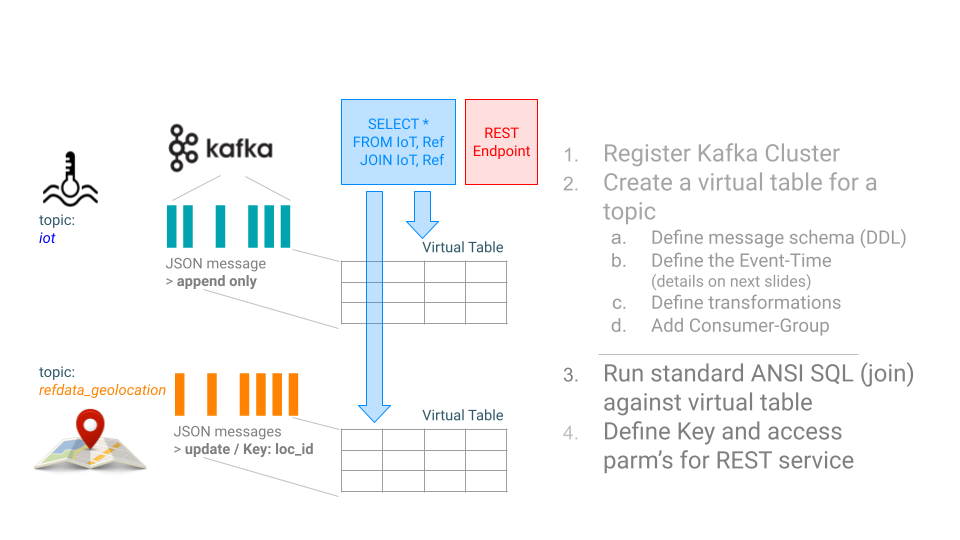 SELECT *
FROM IoT, Ref
JOIN IoT, Ref
REST
Endpoint
kafka
topic:
iot
JSON message
> append only
Virtual Table
topic:
refdata_geolocation
JSON messages
> update / Key: loc_id
Virtual Table
1. Register Kafka Cluster
2. Create a virtual table for a
topic
a. Define message schema (DDL)
b. Define the Event-Time
(details on next slides)
c. Define transformations
d. Add Consumer-Group
3. Run standard ANSI SQL (join)
against virtual table
4. Define Key and access
parm's for REST service